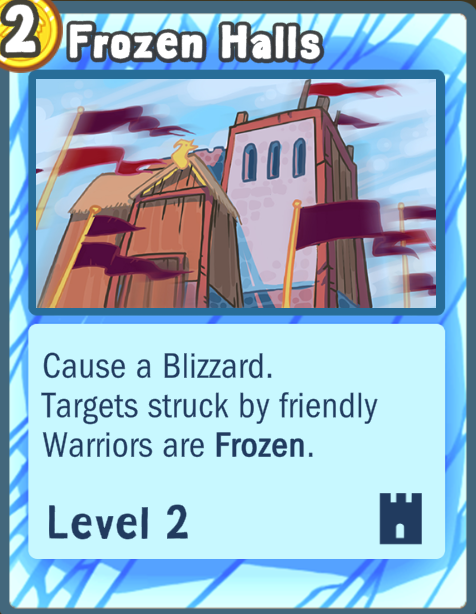 2
Frozen Halls
Cause a Blizzard.
Targets struck by friendly
Warriors are Frozen.
Level 2